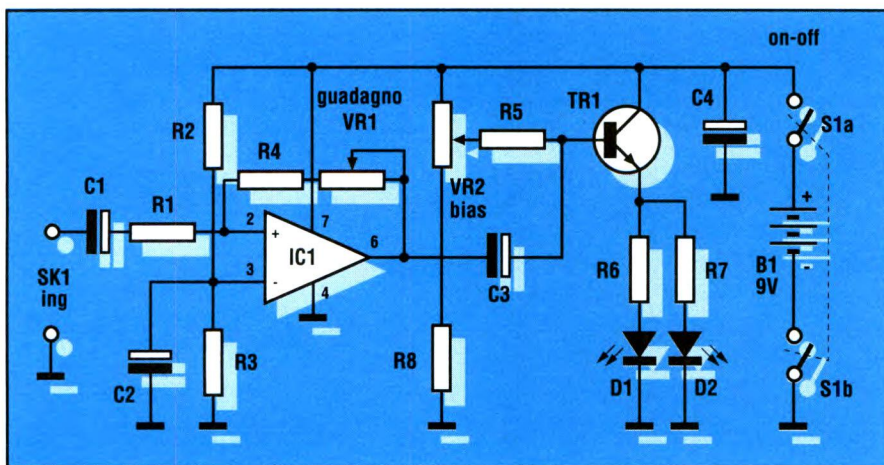 on-off
guadagno
VR1
TR1
C4
S1a
R2
R4
R5
C1
R1
VR2
bias
2
+
7
IC1
6
3
-
4
SK1
ing
C3
R6
R7
+
B1
9V
C2
R3
R8
D1
D2
S1b